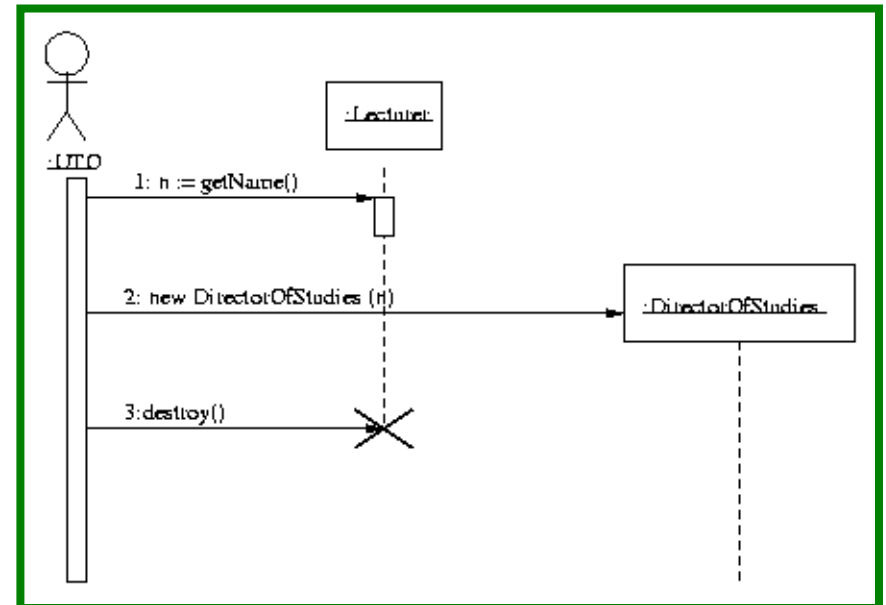 :Lecturer
:UTO
1: n := getName()
2: new DirectorOfStudies (n)
:DirectorOfStudies
3:destroy()